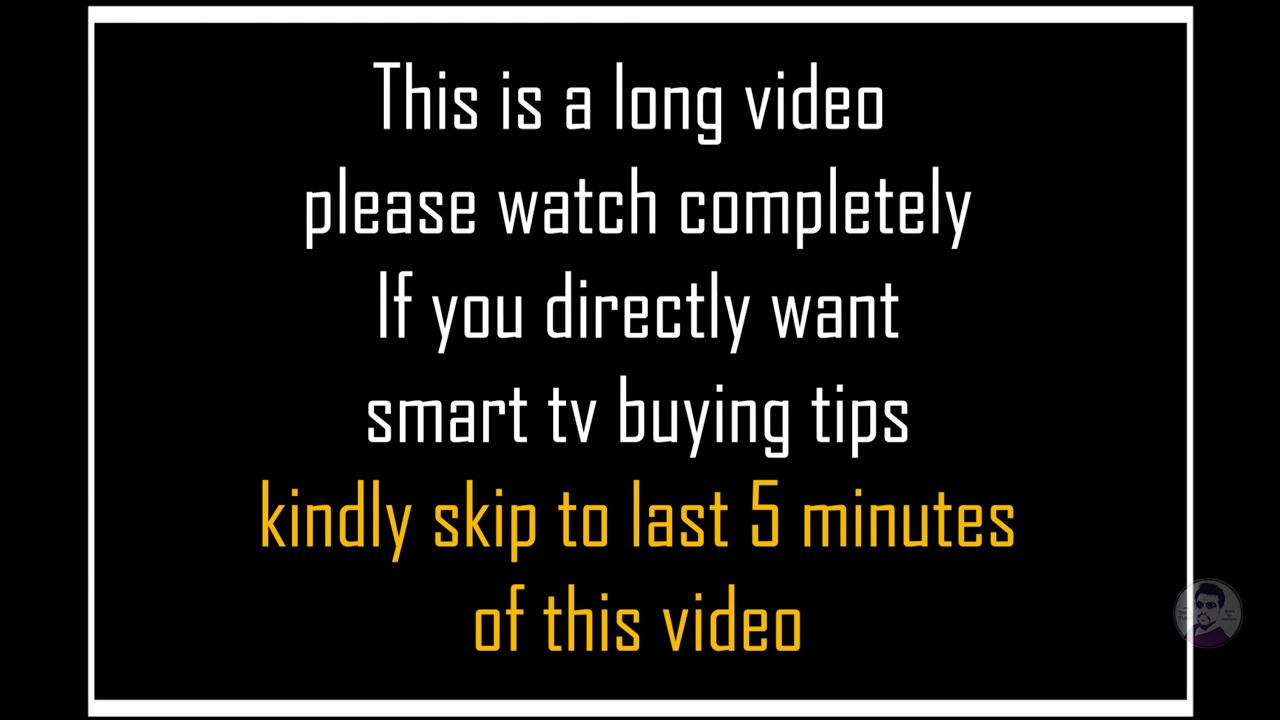 This is a long video
please watch completely
If you directly want
smart tv buying tips
kindly skip to last 5 minutes
of this video